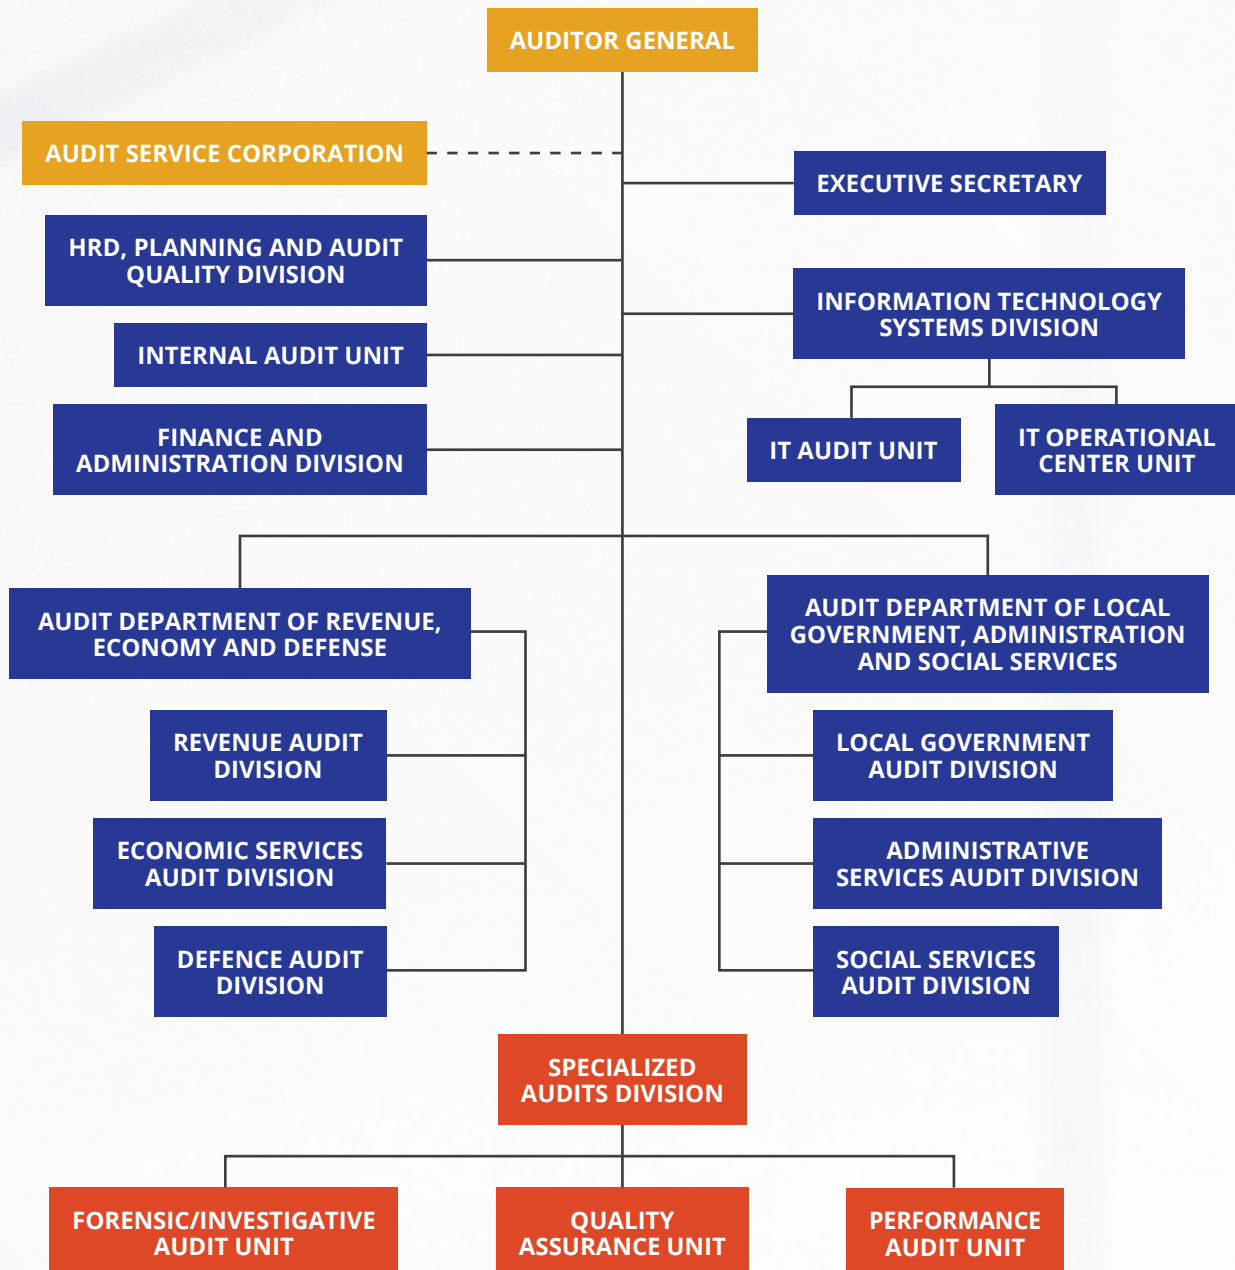 AUDITOR GENERAL
AUDIT SERVICE CORPORATION
EXECUTIVE SECRETARY
HRD, PLANNING AND AUDIT
QUALITY DIVISION
INFORMATION TECHNOLOGY
SYSTEMS DIVISION
INTERNAL AUDIT UNIT
FINANCE AND
ADMINISTRATION DIVISION
IT AUDIT UNIT
IT OPERATIONAL
CENTER UNIT
AUDIT DEPARTMENT OF REVENUE,
ECONOMY AND DEFENSE
AUDIT DEPARTMENT OF LOCAL
GOVERNMENT, ADMINISTRATION
AND SOCIAL SERVICES
REVENUE AUDIT
DIVISION
LOCAL GOVERNMENT
AUDIT DIVISION
ECONOMIC SERVICES
AUDIT DIVISION
ADMINISTRATIVE
SERVICES AUDIT DIVISION
DEFENCE AUDIT
DIVISION
SOCIAL SERVICES
AUDIT DIVISION
SPECIALIZED
AUDITS DIVISION
FORENSIC/INVESTIGATIVE
AUDIT UNIT
QUALITY
ASSURANCE UNIT
PERFORMANCE
AUDIT UNIT